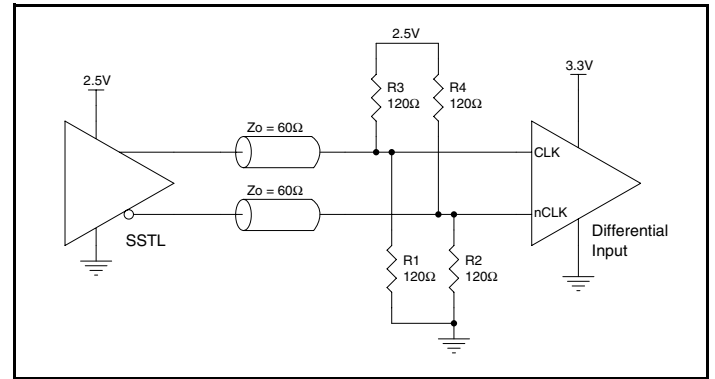 2.5V
3.3V
2.5V
R3
120Ω
R4
120Ω
Zo = 60Ω
CLK
Zo = 60Ω
nCLK
SSTL
Differential
Input
R1
120Ω
R2
120Ω